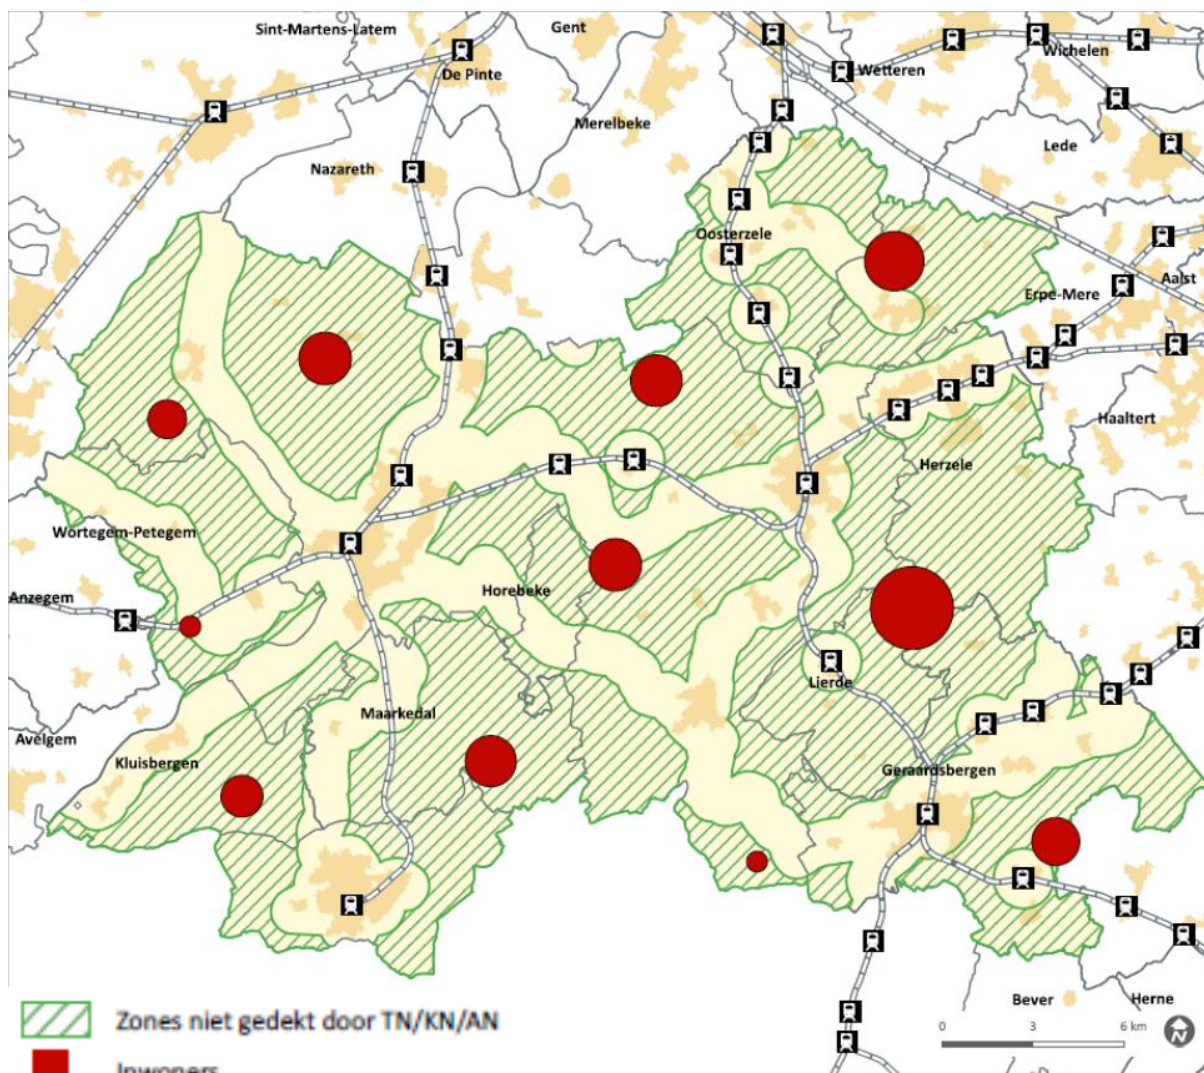 Sint-Martens-Latem
Gent
De Pinte
Wichelen
Wetteren
Merelbeke
Lede
Nazareth
Oosterzele
Aalst
Erpe-Mere
Haaltert
Herzele
Wortegem-Petegem
Horebeke
Anzegem
Lierde
Maarkedal
Avelgem
Kluisbergen
Geraardsbergen
Bever
Herne
0 3 6 km
N
Zones niet gedekt door TN/KN/AN
Inwoners